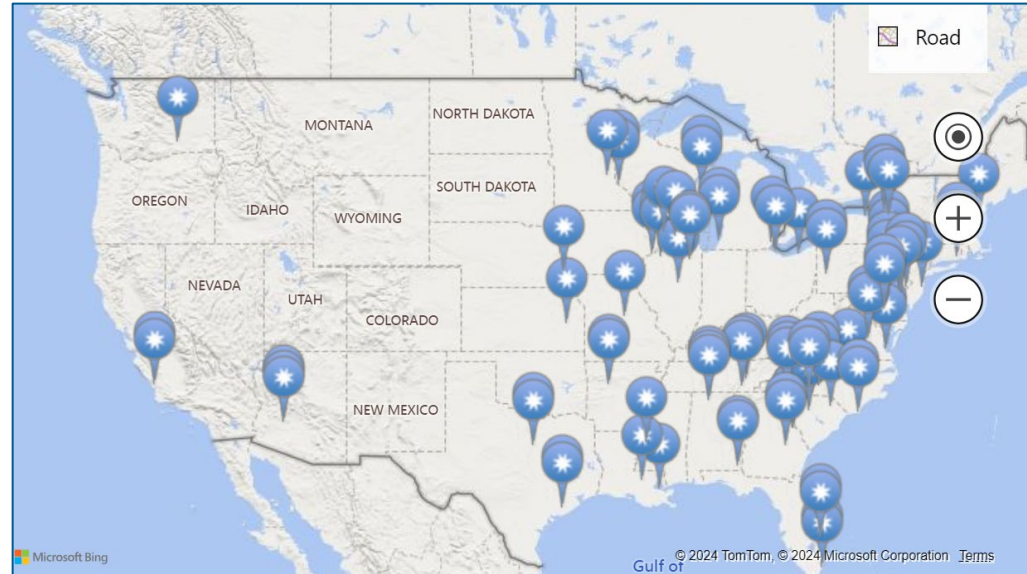 Road
NORTH DAKOTA
MONTANA
SOUTH DAKOTA
OREGON
IDAHO
WYOMING
NEVADA
UTAH
COLORADO
NEW MEXICO
Microsoft Bing
© 2024 TomTom, © 2024 Microsoft Corporation Terms
Gulf of